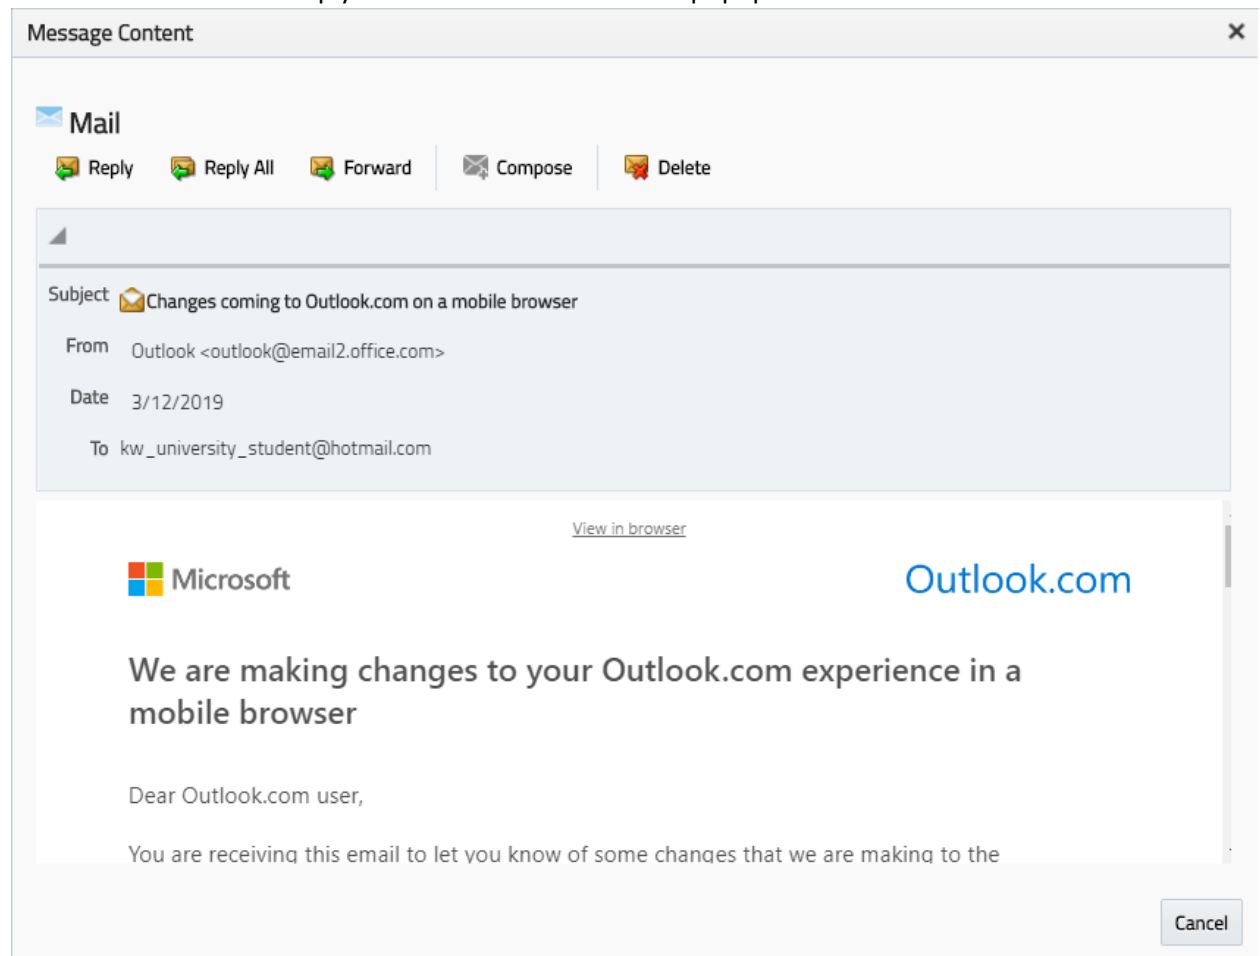 Message Content
Mail
Reply Reply All Forward Compose Delete
Subject Changes coming to Outlook.com on a mobile browser
From Outlook <outlook@email2.office.com>
Date 3/12/2019
To kw_university_student@hotmail.com
View in browser
Microsoft Outlook.com
We are making changes to your Outlook.com experience in a
mobile browser
Dear Outlook.com user,
You are receiving this email to let you know of some changes that we are making to the
Cancel